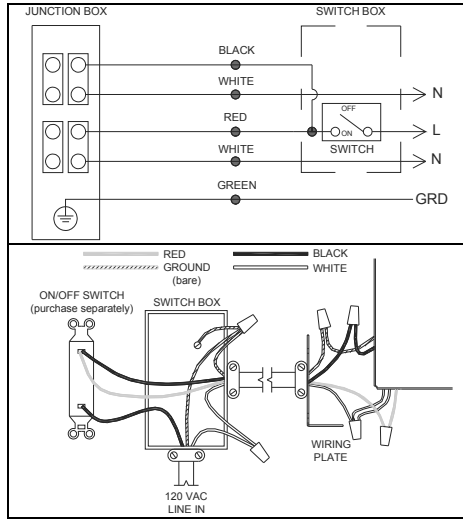 JUNCTION BOX
SWITCH BOX
BLACK
WHITE
N
RED
OFF
ON
L
SWITCH
WHITE
N
GREEN
GRD
RED
BLACK
GROUND
(bare)
WHITE
ON/OFF SWITCH
(purchase separately)
SWITCH BOX
WIRING
PLATE
120 VAC
LINE IN